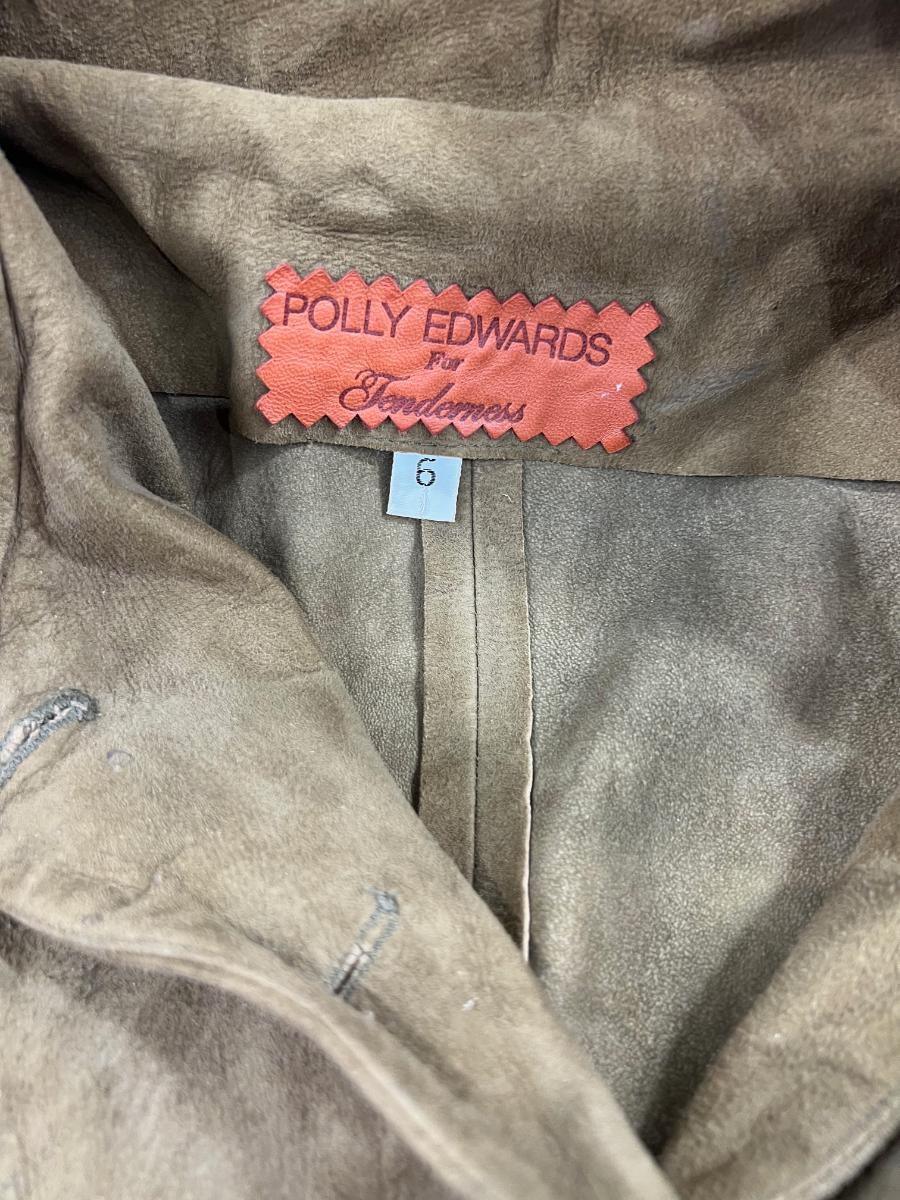 POLLY EDWARDS
For
Tenderness
6